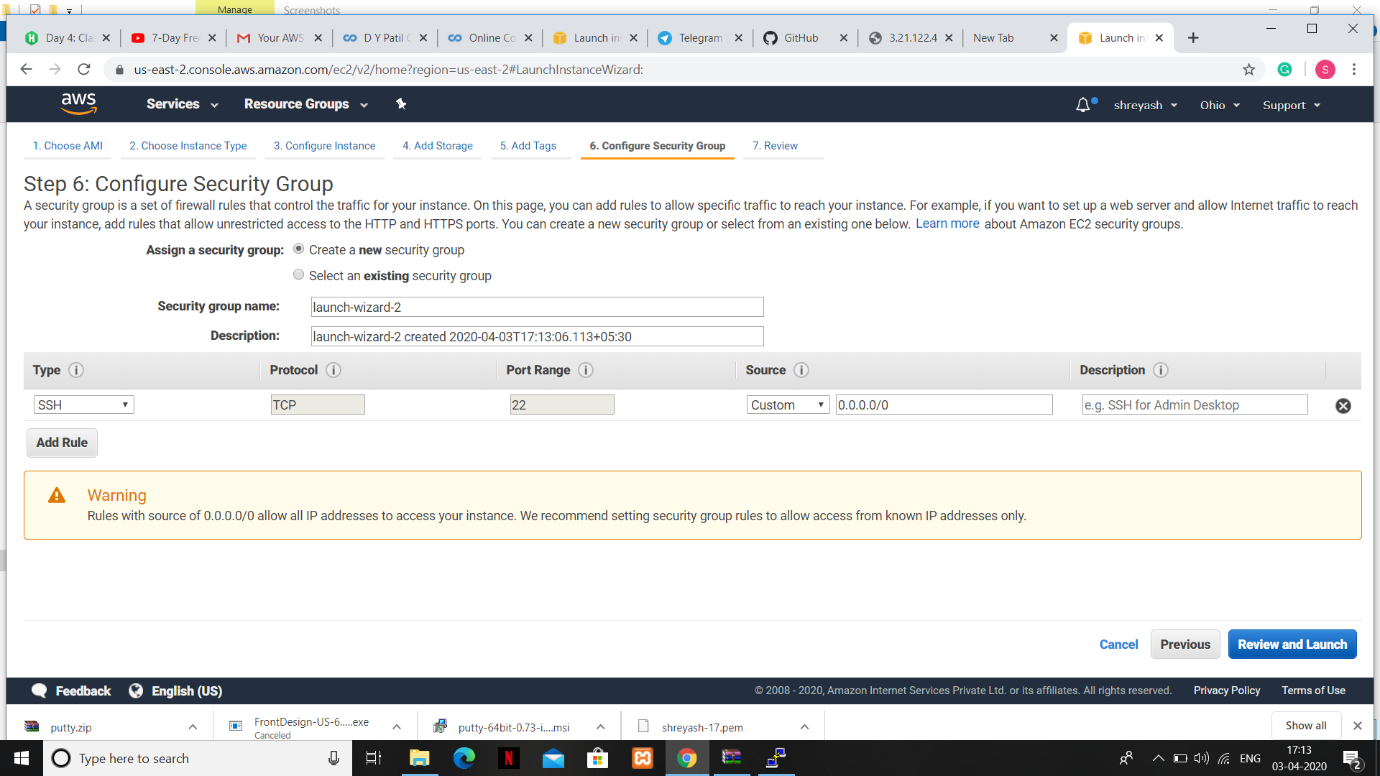 Manage
Screenshots
Day 4: Cla
7-Day Fre
Your AWS
D Y Patil C
Online Co
Launch in
Telegram
GitHub
3.21.122.4
New Tab
Launch in
us-east-2.console.aws.amazon.com/ec2/v2/home?region=us-east-2#LaunchInstanceWizard:
S
aws
Services
Resource Groups
shreyash
Ohio
Support
1. Choose AMI
2. Choose Instance Type
3. Configure Instance
4. Add Storage
5. Add Tags
6. Configure Security Group
7. Review
Step 6: Configure Security Group
A security group is a set of firewall rules that control the traffic for your instance. On this page, you can add rules to allow specific traffic to reach your instance. For example, if you want to set up a web server and allow Internet traffic to reach
your instance, add rules that allow unrestricted access to the HTTP and HTTPS ports. You can create a new security group or select from an existing one below. Learn more about Amazon EC2 security groups.
Assign a security group: Create a new security group
Select an existing security group
Security group name: launch-wizard-2
Description: launch-wizard-2 created 2020-04-03T17:13:06.113+05:30
Type Protocol Port Range Source Description
SSH TCP 22 Custom 0.0.0.0/0 e.g. SSH for Admin Desktop
Add Rule
Warning
Rules with source of 0.0.0.0/0 allow all IP addresses to access your instance. We recommend setting security group rules to allow access from known IP addresses only.
Cancel Previous Review and Launch
Feedback English (US) © 2008 - 2020, Amazon Internet Services Private Ltd. or its affiliates. All rights reserved. Privacy Policy Terms of Use
putty.zip
FrontDesign-US-6.....exe
Canceled
putty-64bit-0.73-i....msi
shreyash-17.pem
Show all
Type here to search
ENG
17:13
03-04-2020
2